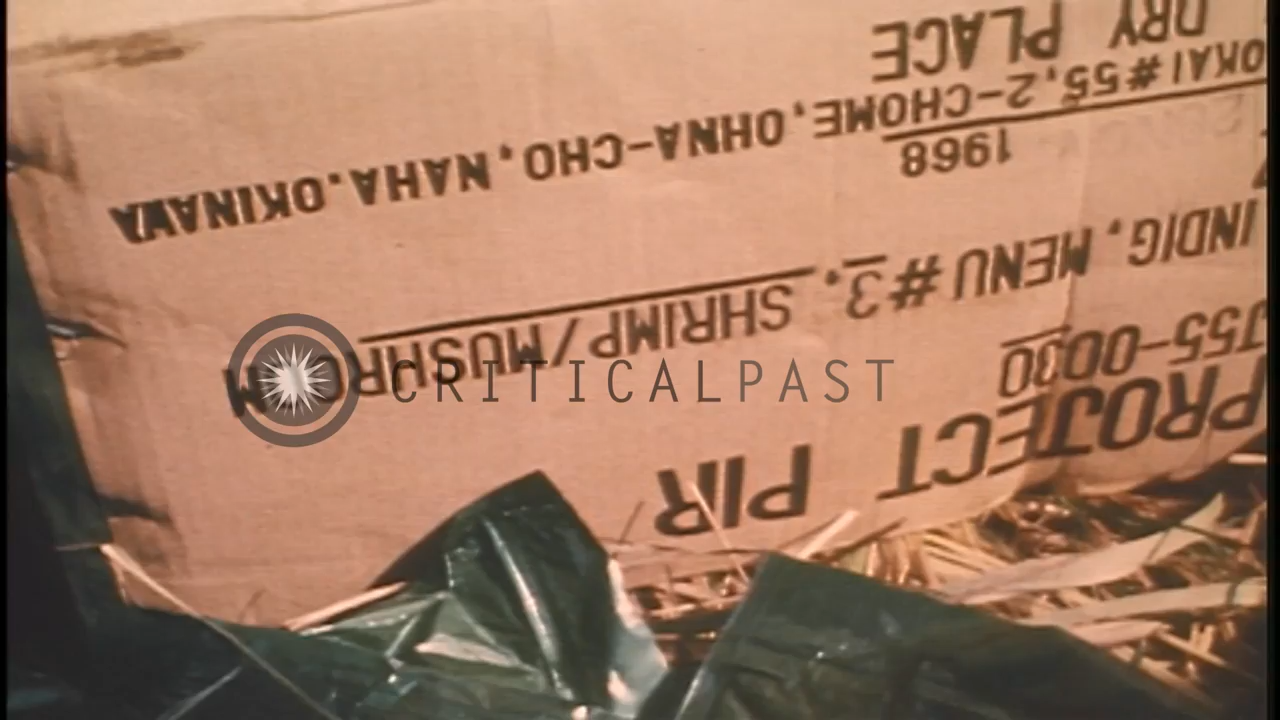 PROJECT PIR
J55-0030
INDIG. MENU #3. SHRIMP/MUSHROOM
1968
OKAI #55,2-CHOME,OHNA-CHO,NAHA.OKINAWA
DRY PLACE
CRITICALPAST